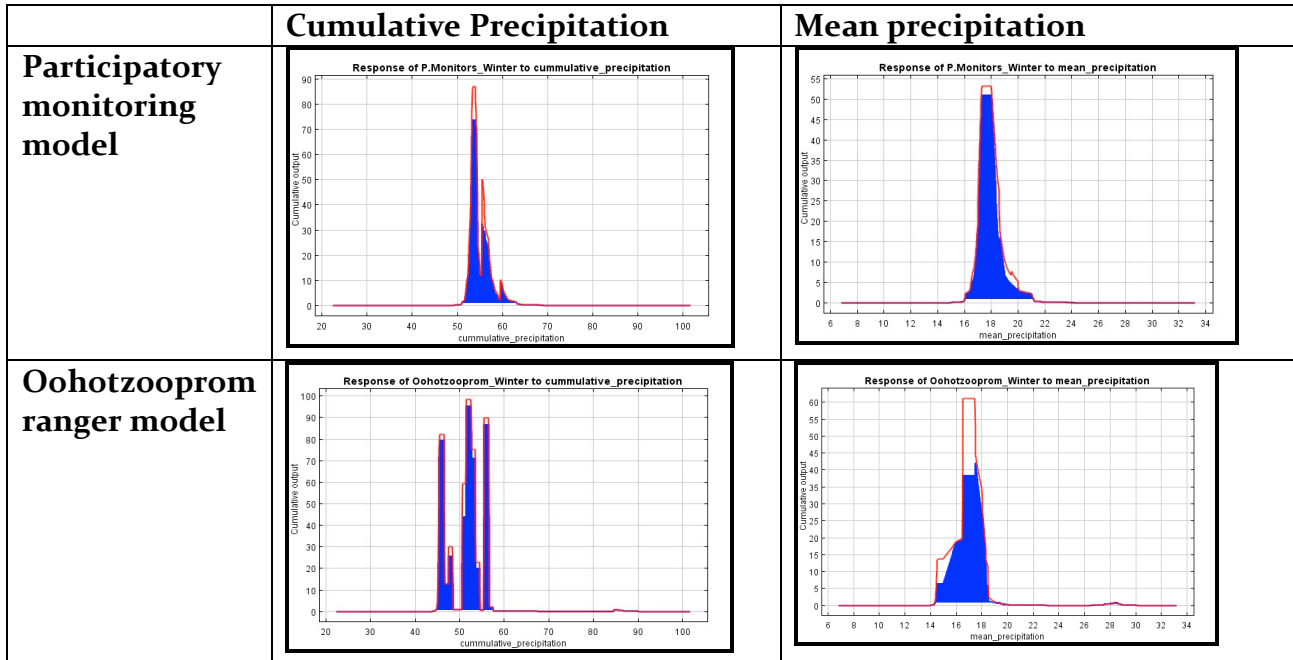 Cumulative Precipitation
Mean precipitation
Participatory
monitoring
model
Response of P.Monitors_Winter to cummulative_precipitation
90
80
70
60
50
40
30
20
10
0
Cumulative output
20 30 40 50 60 70 80 90 100
cummulative_precipitation
Response of P.Monitors_Winter to mean_precipitation
55
50
45
40
35
30
25
20
15
10
5
0
Cumulative output
6 8 10 12 14 16 18 20 22 24 26 28 30 32 34
mean_precipitation
Oohotzooprom
ranger model
Response of Oohotzooprom_Winter to cummulative_precipitation
100
90
80
70
60
50
40
30
20
10
0
Cumulative output
20 30 40 50 60 70 80 90 100
cummulative_precipitation
Response of Oohotzooprom_Winter to mean_precipitation
60
55
50
45
40
35
30
25
20
15
10
5
0
Cumulative output
6 8 10 12 14 16 18 20 22 24 26 28 30 32 34
mean_precipitation